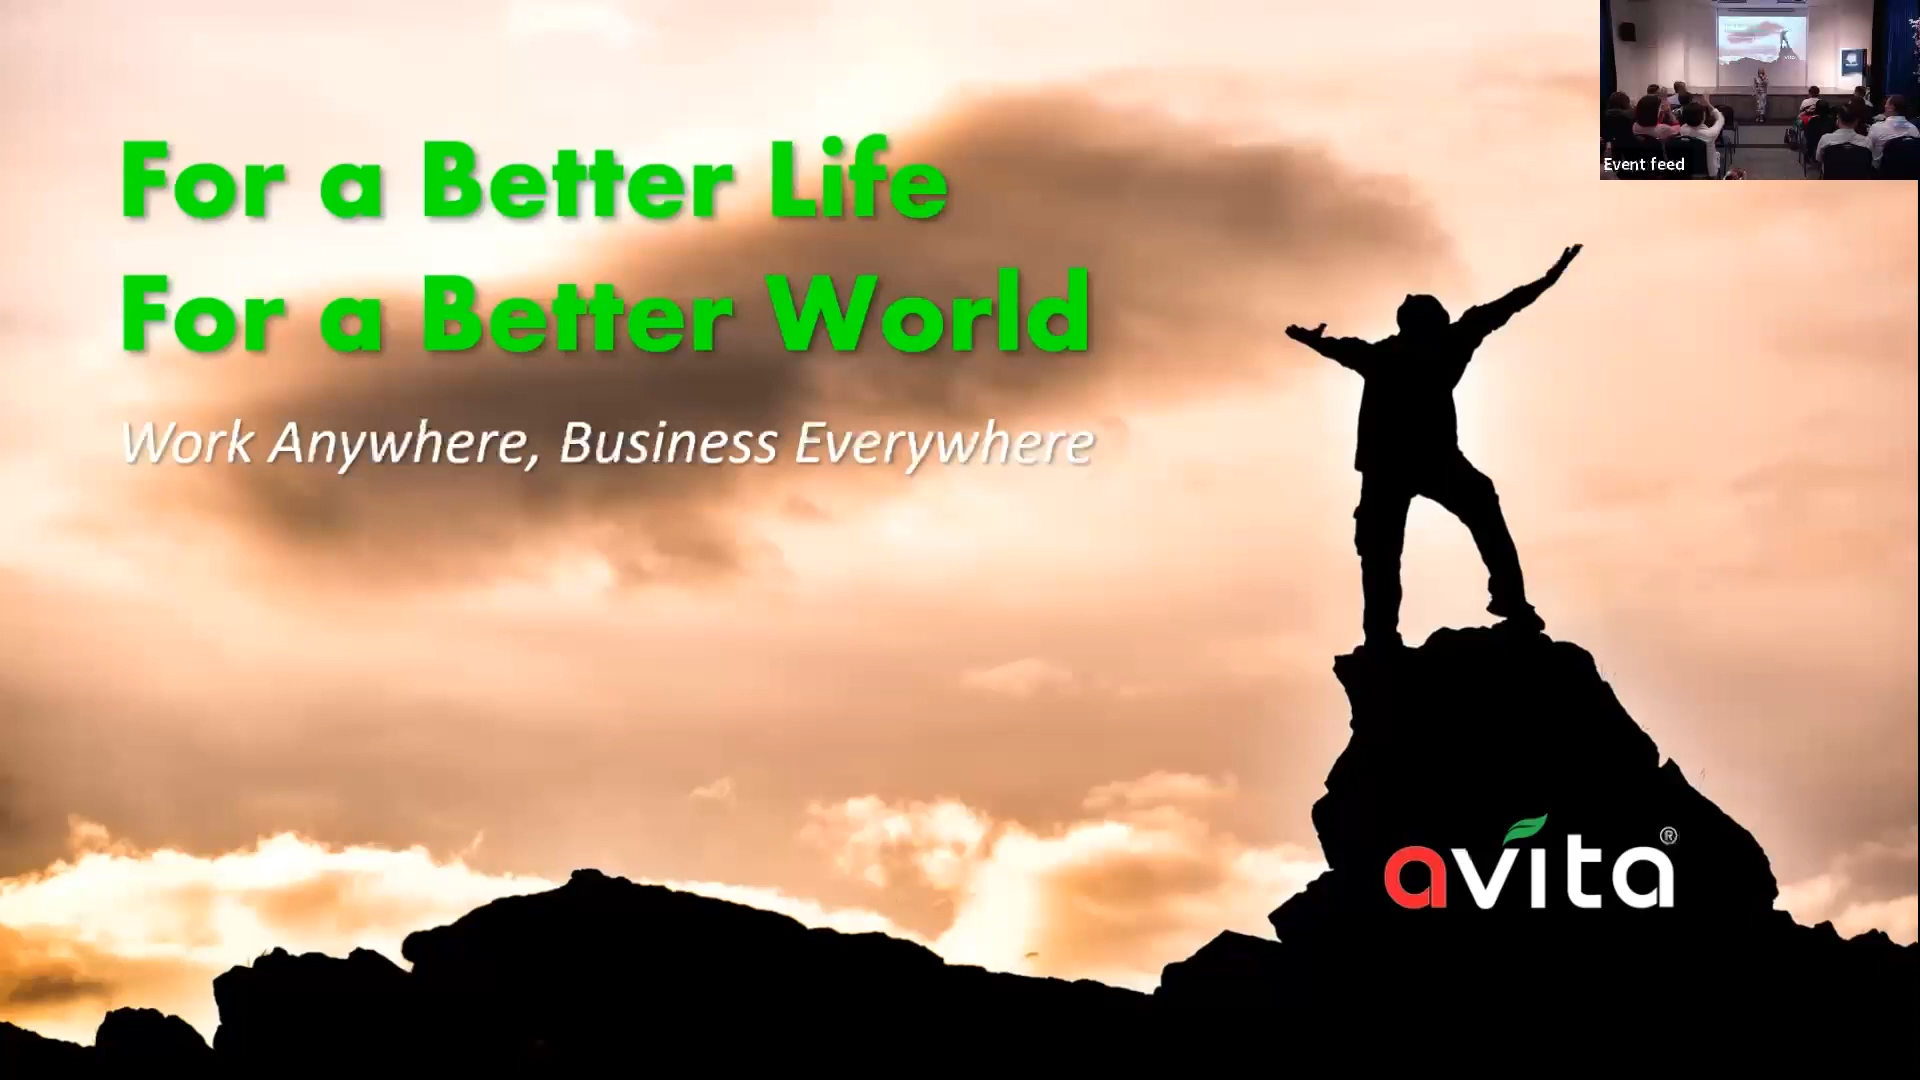 For a Better Life
For a Better World
Work Anywhere, Business Everywhere
Event feed
avita®